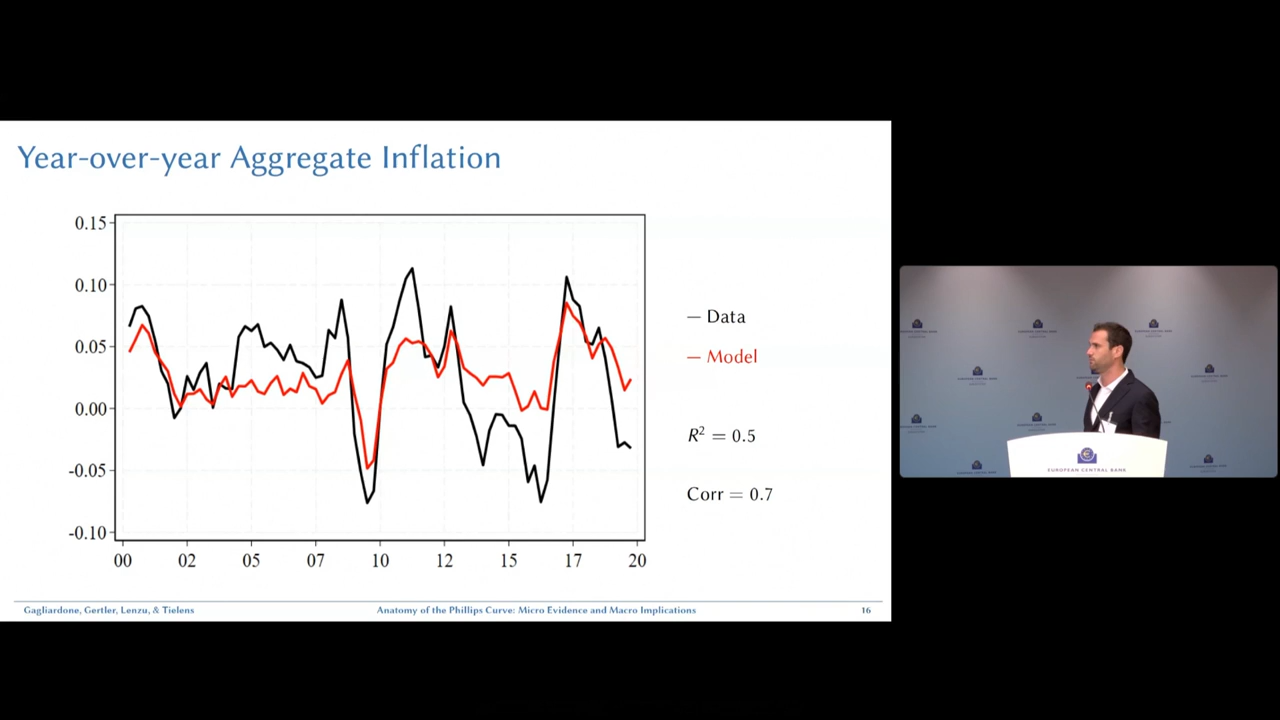 Year-over-year Aggregate Inflation
0.15
0.10
0.05
0.00
-0.05
-0.10
00 02 05 07 10 12 15 17 20
— Data
— Model
R² = 0.5
Corr = 0.7
Gagliardone, Gertler, Lenzu, & Tielens
Anatomy of the Phillips Curve: Micro Evidence and Macro Implications
16
EUROPEAN CENTRAL BANK